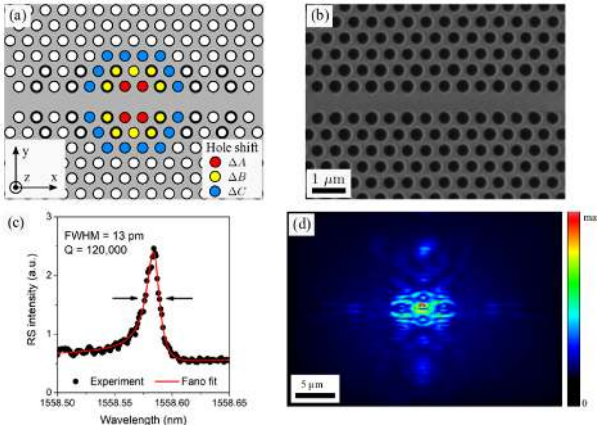 (a)
y
z
x
Hole shift
ΔA
ΔB
ΔC
(b)
1 μm
(c)
FWHM = 13 pm
Q = 120,000
RS intensity (a.u.)
3
2
1
0
Experiment
Fano fit
1558.50
1558.55
1558.60
1558.65
Wavelength (nm)
(d)
5 μm
max
0